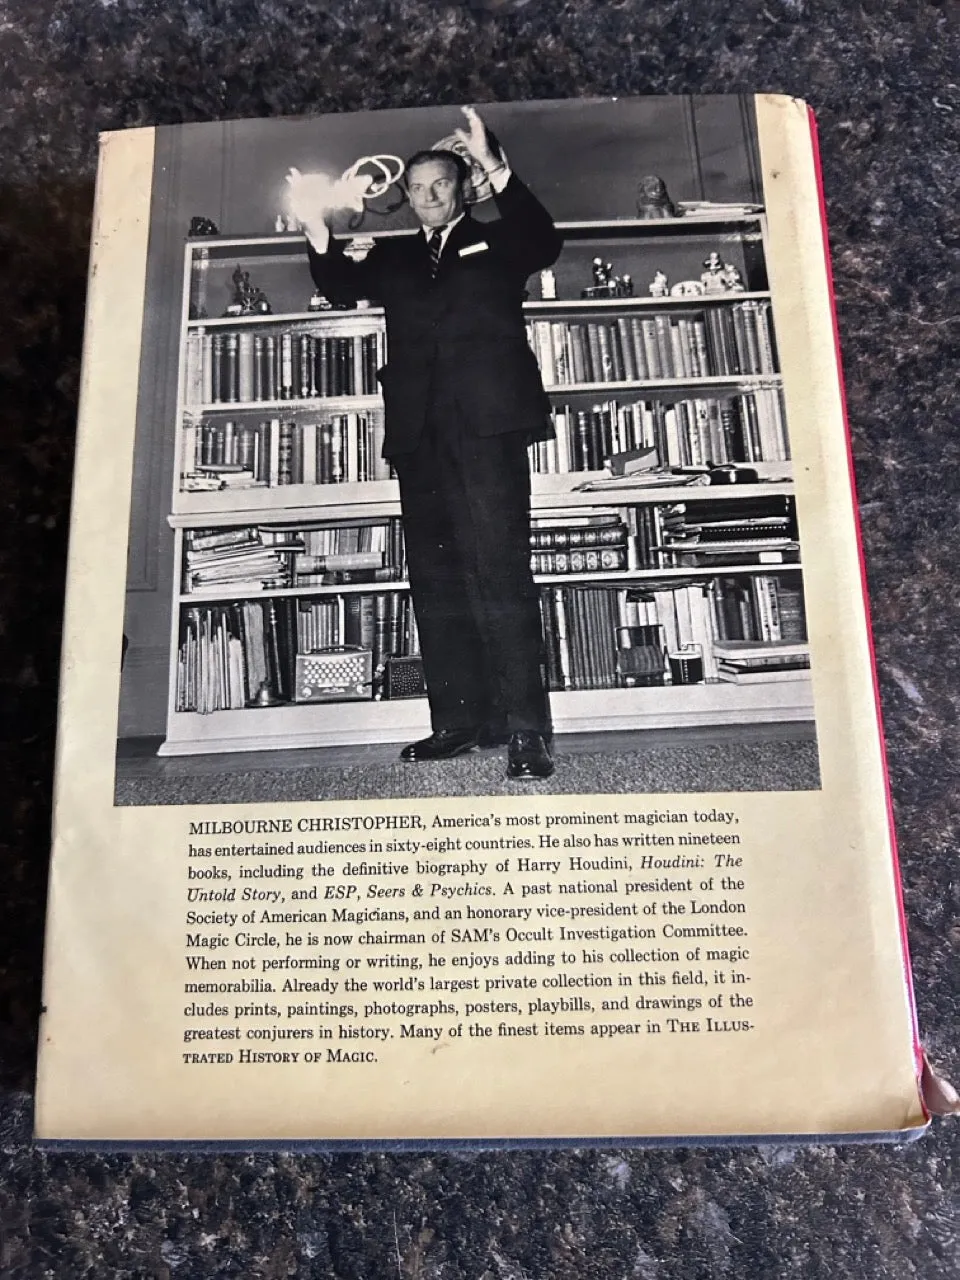 MILBOURNE CHRISTOPHER, America's most prominent magician today,
has entertained audiences in sixty-eight countries. He also has written nineteen
books, including the definitive biography of Harry Houdini, Houdini: The
Untold Story, and ESP, Seers & Psychics. A past national president of the
Society of American Magicians, and an honorary vice-president of the London
Magic Circle, he is now chairman of SAM's Occult Investigation Committee.
When not performing or writing, he enjoys adding to his collection of magic
memorabilia. Already the world's largest private collection in this field, it in-
cludes prints, paintings, photographs, posters, playbills, and drawings of the
greatest conjurers in history. Many of the finest items appear in THE ILLUS-
TRATED HISTORY OF MAGIC.